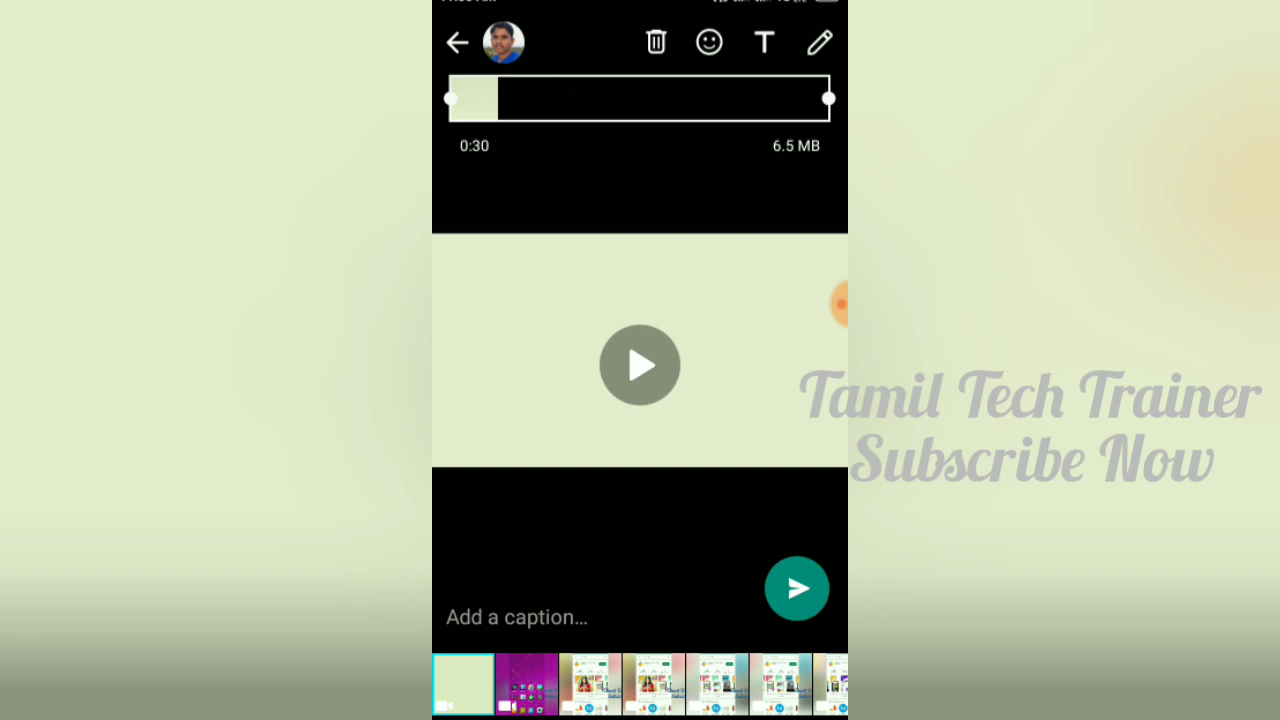 0:30
6.5 MB
Tamil Tech Trainer
Subscribe Now
Add a caption...